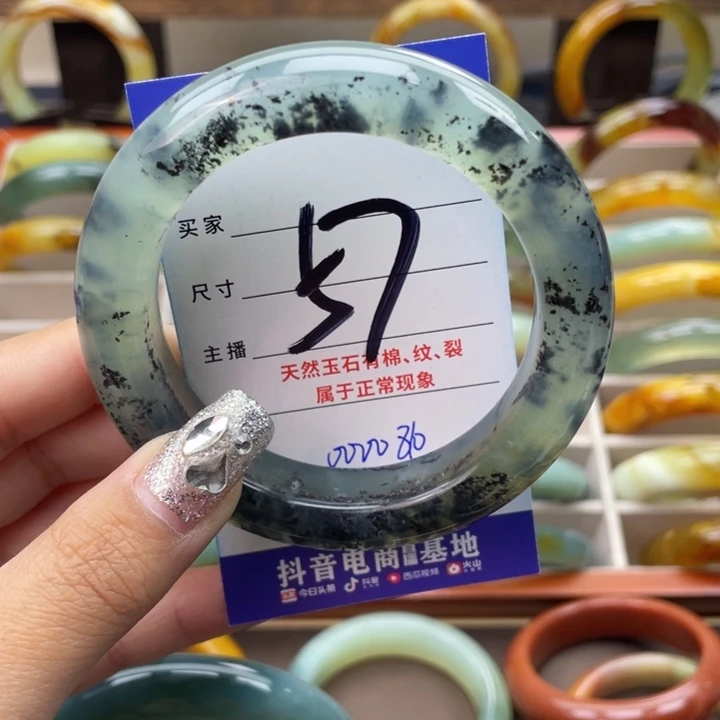 买家
57
尺寸
主播
天然玉石有棉、纹、裂
属于正常现象
抖音电商直播基地
今日头条 抖音 西瓜视频 火山